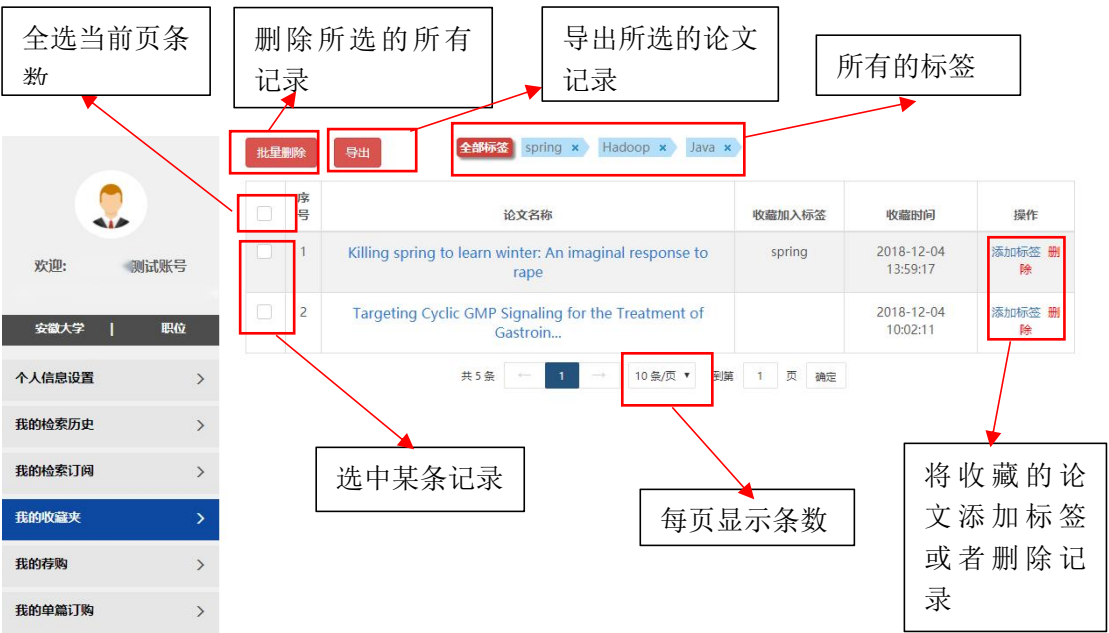 全选当前页条
数
删除所选的所有
记录
导出所选的论文
记录
所有的标签
批量删除
导出
全部标签 spring × Hadoop × Java ×
序
号
论文名称
收藏加入标签
收藏时间
操作
1
Killing spring to learn winter: An imaginal response to
rape
spring
2018-12-04
13:59:17
添加标签 删
除
2
Targeting Cyclic GMP Signaling for the Treatment of
Gastroin...
2018-12-04
10:02:11
添加标签 删
除
共 5 条 ← 1 → 10 条/页 ▼ 到第 1 页 确定
欢迎: 测试账号
安徽大学 | 职位
个人信息设置
我的检索历史
我的检索订阅
我的收藏夹
我的荐购
我的单篇订购
选中某条记录
每页显示条数
将收藏的论
文添加标签
或者删除记
录